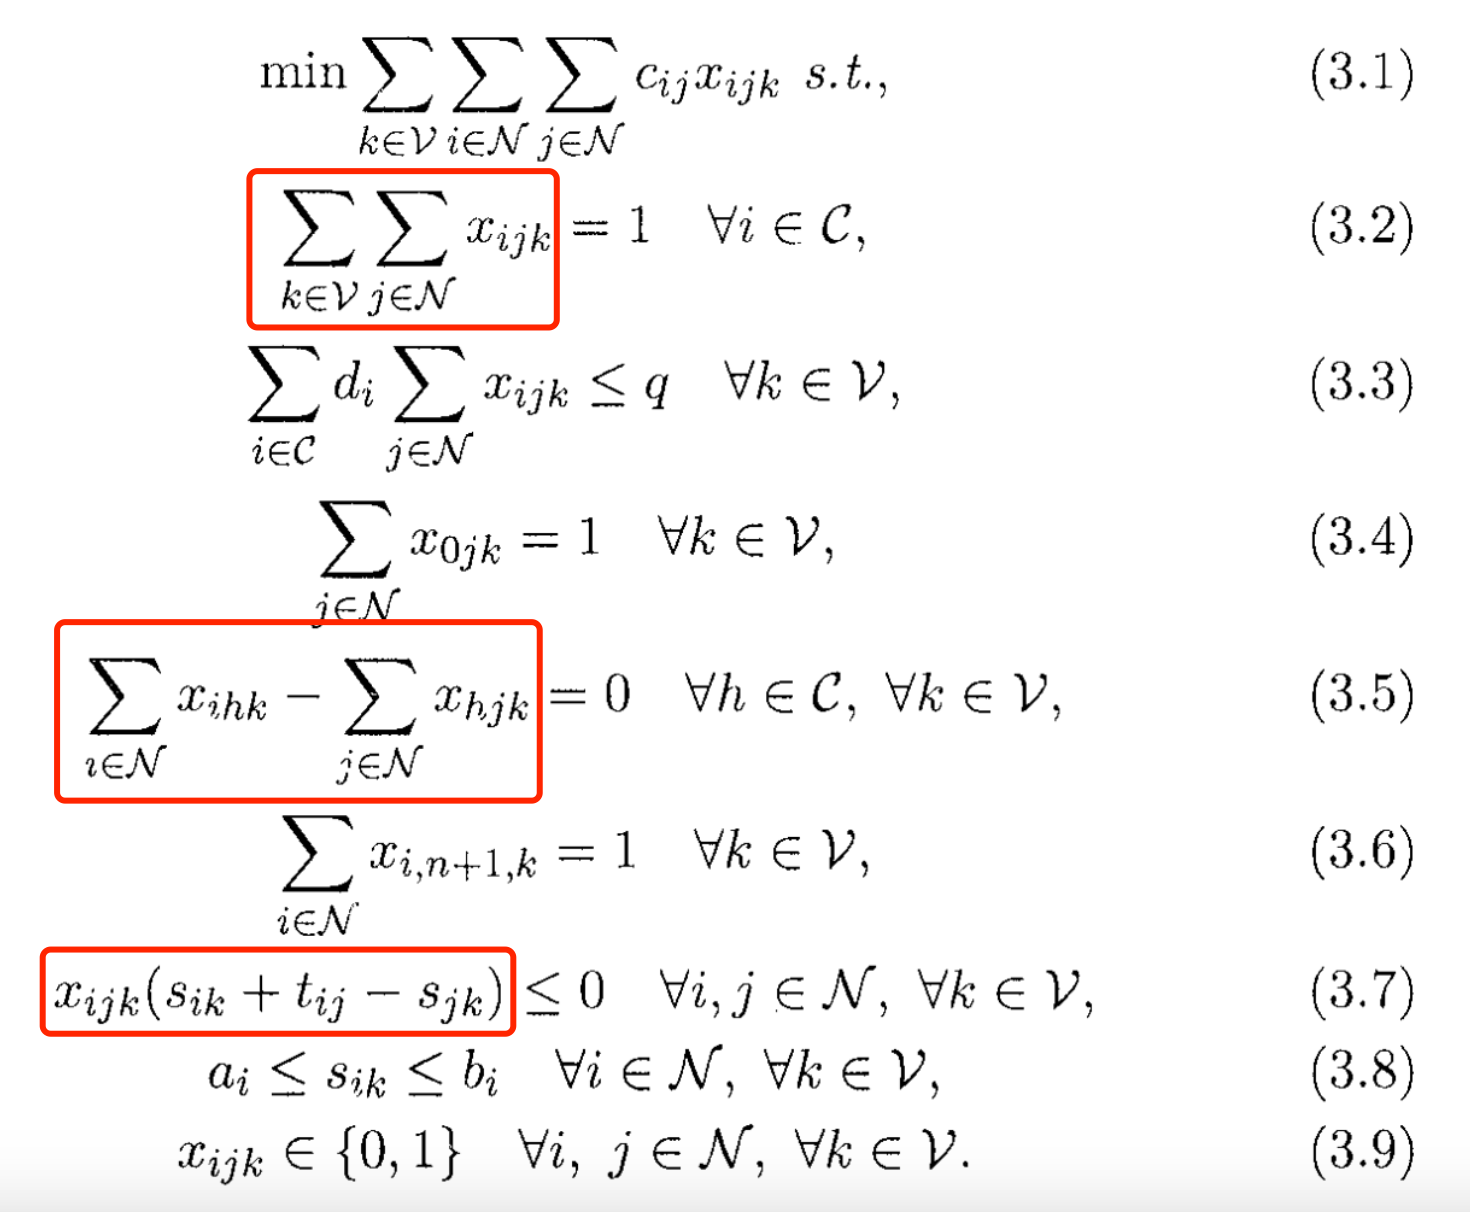 min ∑_{k∈𝒱} ∑_{i∈𝒩} ∑_{j∈𝒩} c_{ij}x_{ijk} s.t., (3.1)
∑_{k∈𝒱} ∑_{j∈𝒩} x_{ijk} = 1 ∀i ∈ 𝒞, (3.2)
∑_{i∈𝒞} d_i ∑_{j∈𝒩} x_{ijk} ≤ q ∀k ∈ 𝒱, (3.3)
∑_{j∈𝒩} x_{0jk} = 1 ∀k ∈ 𝒱, (3.4)
∑_{i∈𝒩} x_{ihk} − ∑_{j∈𝒩} x_{hjk} = 0 ∀h ∈ 𝒞, ∀k ∈ 𝒱, (3.5)
∑_{i∈𝒩} x_{i,n+1,k} = 1 ∀k ∈ 𝒱, (3.6)
x_{ijk}(s_{ik} + t_{ij} − s_{jk}) ≤ 0 ∀i, j ∈ 𝒩, ∀k ∈ 𝒱, (3.7)
a_i ≤ s_{ik} ≤ b_i ∀i ∈ 𝒩, ∀k ∈ 𝒱, (3.8)
x_{ijk} ∈ {0, 1} ∀i, j ∈ 𝒩, ∀k ∈ 𝒱. (3.9)